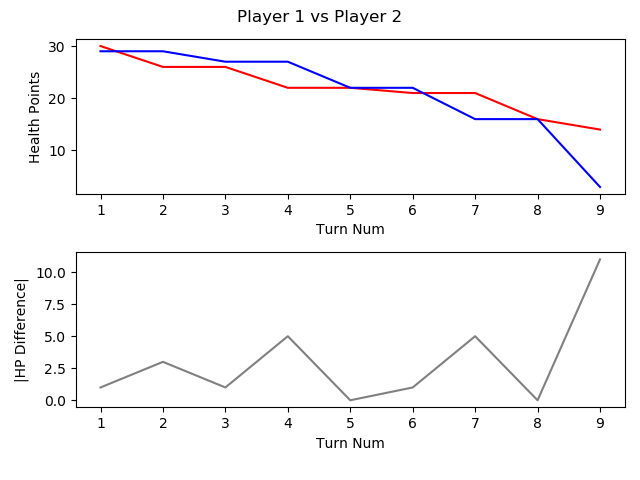 Player 1 vs Player 2
30
20
10
Health Points
1 2 3 4 5 6 7 8 9
Turn Num
10.0
7.5
5.0
2.5
0.0
|HP Difference|
1 2 3 4 5 6 7 8 9
Turn Num